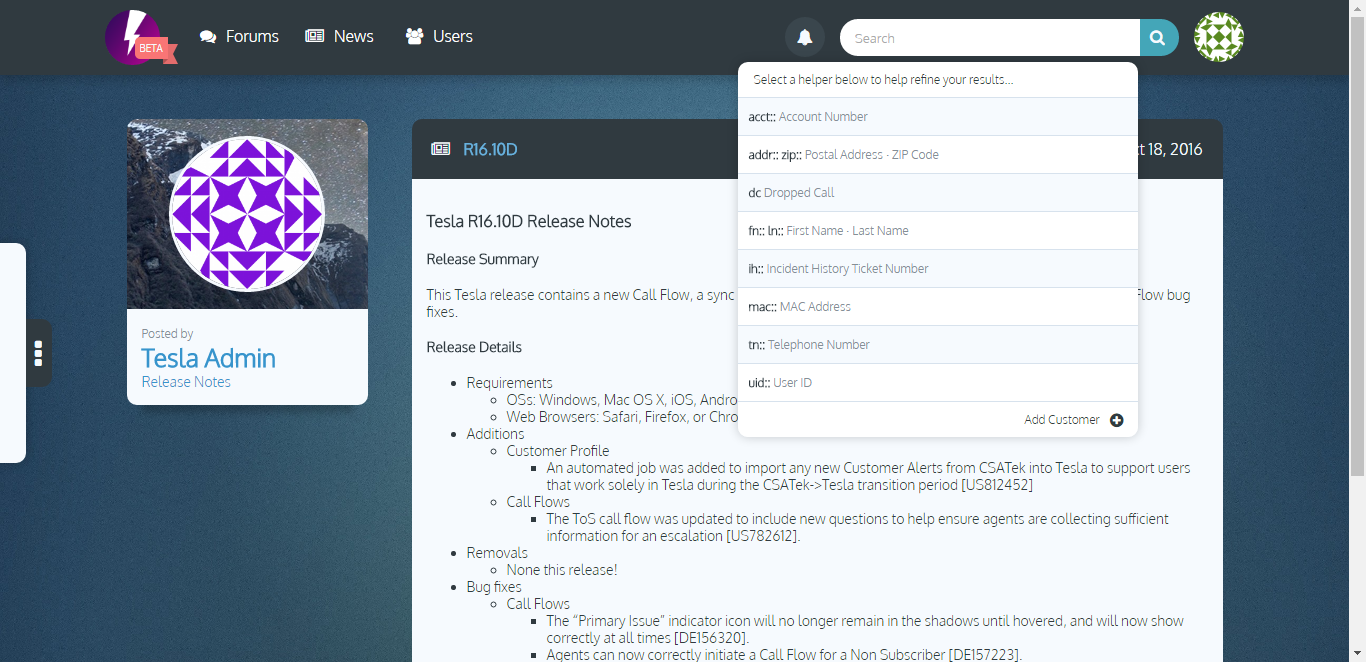 BETA
Forums
News
Users
Search
Select a helper below to help refine your results...
acct:: Account Number
addr:: zip:: Postal Address · ZIP Code
dc Dropped Call
fn:: ln:: First Name · Last Name
ih:: Incident History Ticket Number
mac:: MAC Address
tn:: Telephone Number
uid:: User ID
Add Customer
Posted by
Tesla Admin
Release Notes
R16.10D
18, 2016
Tesla R16.10D Release Notes
Release Summary
This Tesla release contains a new Call Flow, a sync
Flow bug
fixes.
Release Details
Requirements
OSs: Windows, Mac OS X, iOS, Andro
Web Browsers: Safari, Firefox, or Chro
Additions
Customer Profile
An automated job was added to import any new Customer Alerts from CSATek into Tesla to support users
that work solely in Tesla during the CSATek->Tesla transition period [US812452]
Call Flows
The ToS call flow was updated to include new questions to help ensure agents are collecting sufficient
information for an escalation [US782612].
Removals
None this release!
Bug fixes
Call Flows
The “Primary Issue” indicator icon will no longer remain in the shadows until hovered, and will now show
correctly at all times [DE156320].
Agents can now correctly initiate a Call Flow for a Non Subscriber [DE157223].